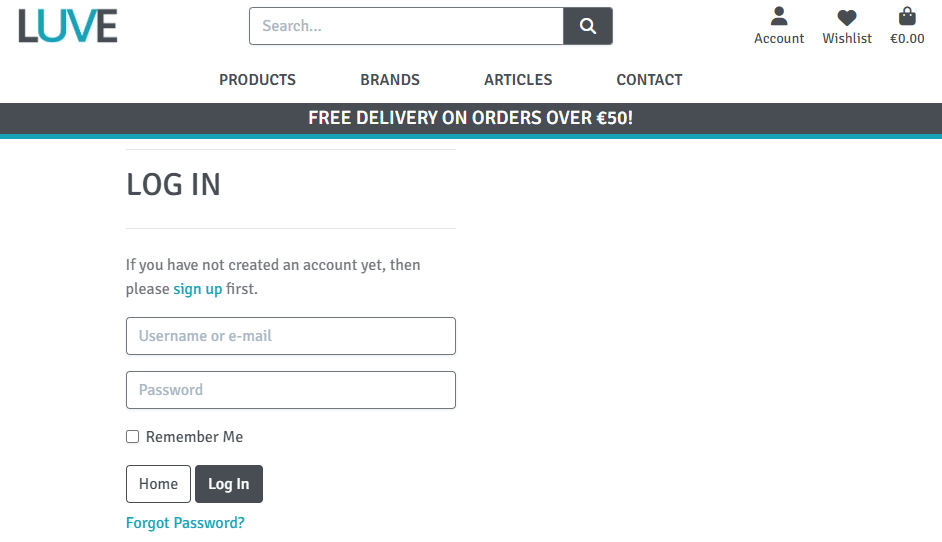 LUVE
Search...
Account
Wishlist
€0.00
PRODUCTS
BRANDS
ARTICLES
CONTACT
FREE DELIVERY ON ORDERS OVER €50!
LOG IN
If you have not created an account yet, then
please sign up first.
Username or e-mail
Password
Remember Me
Home
Log In
Forgot Password?